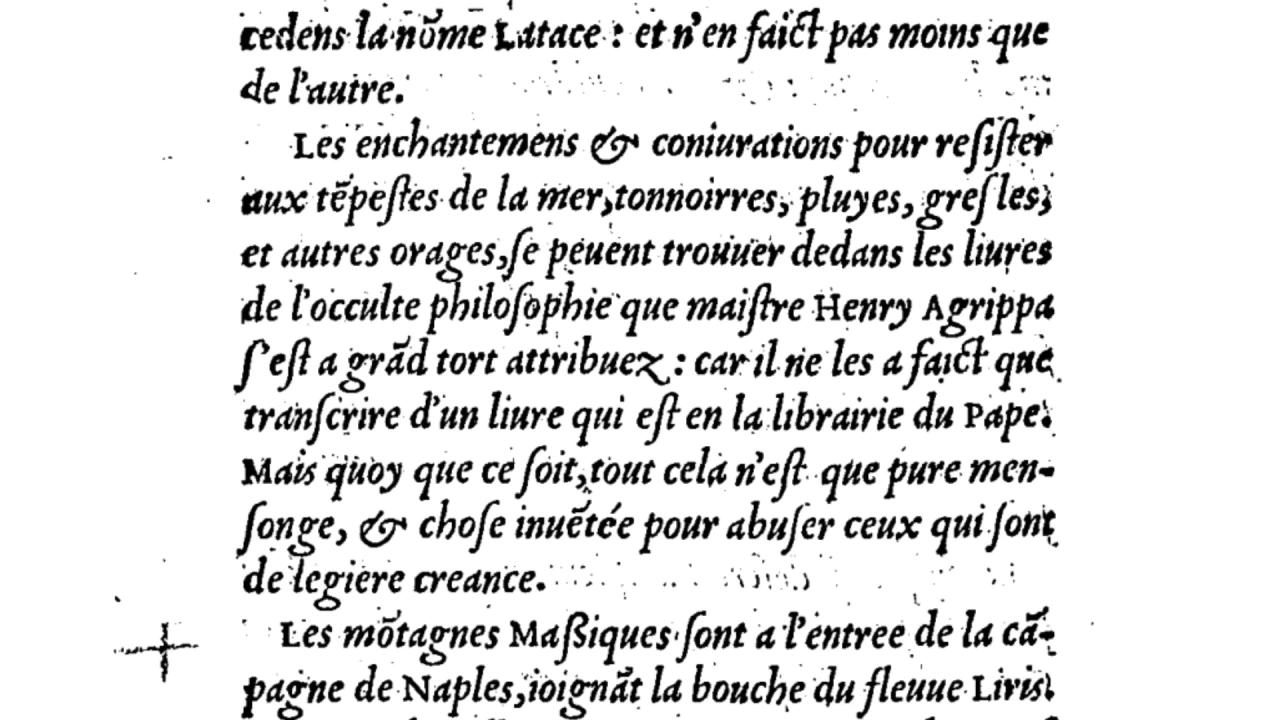 cedens la nõme Latace : et n'en faict pas moins que
de l'autre.
Les enchantemens & coniurations pour reſiſter
aux tẽpeſtes de la mer, tonnoirres, pluyes, greſles,
et autres orages, ſe peuent trouuer dedans les liures
de l'occulte philoſophie que maiſtre Henry Agrippa
ſ'eſt a grãd tort attribuez : car il ne les a faict que
tranſcrire d'un liure qui eſt en la librairie du Pape.
Mais quoy que ce ſoit, tout cela n'eſt que pure men-
ſonge, & choſe inuẽtée pour abuſer ceux qui ſont
de legiere creance.
Les mõtagnes Maßiques ſont a l'entree de la cã-
pagne de Naples, ioignãt la bouche du fleuue Liris.